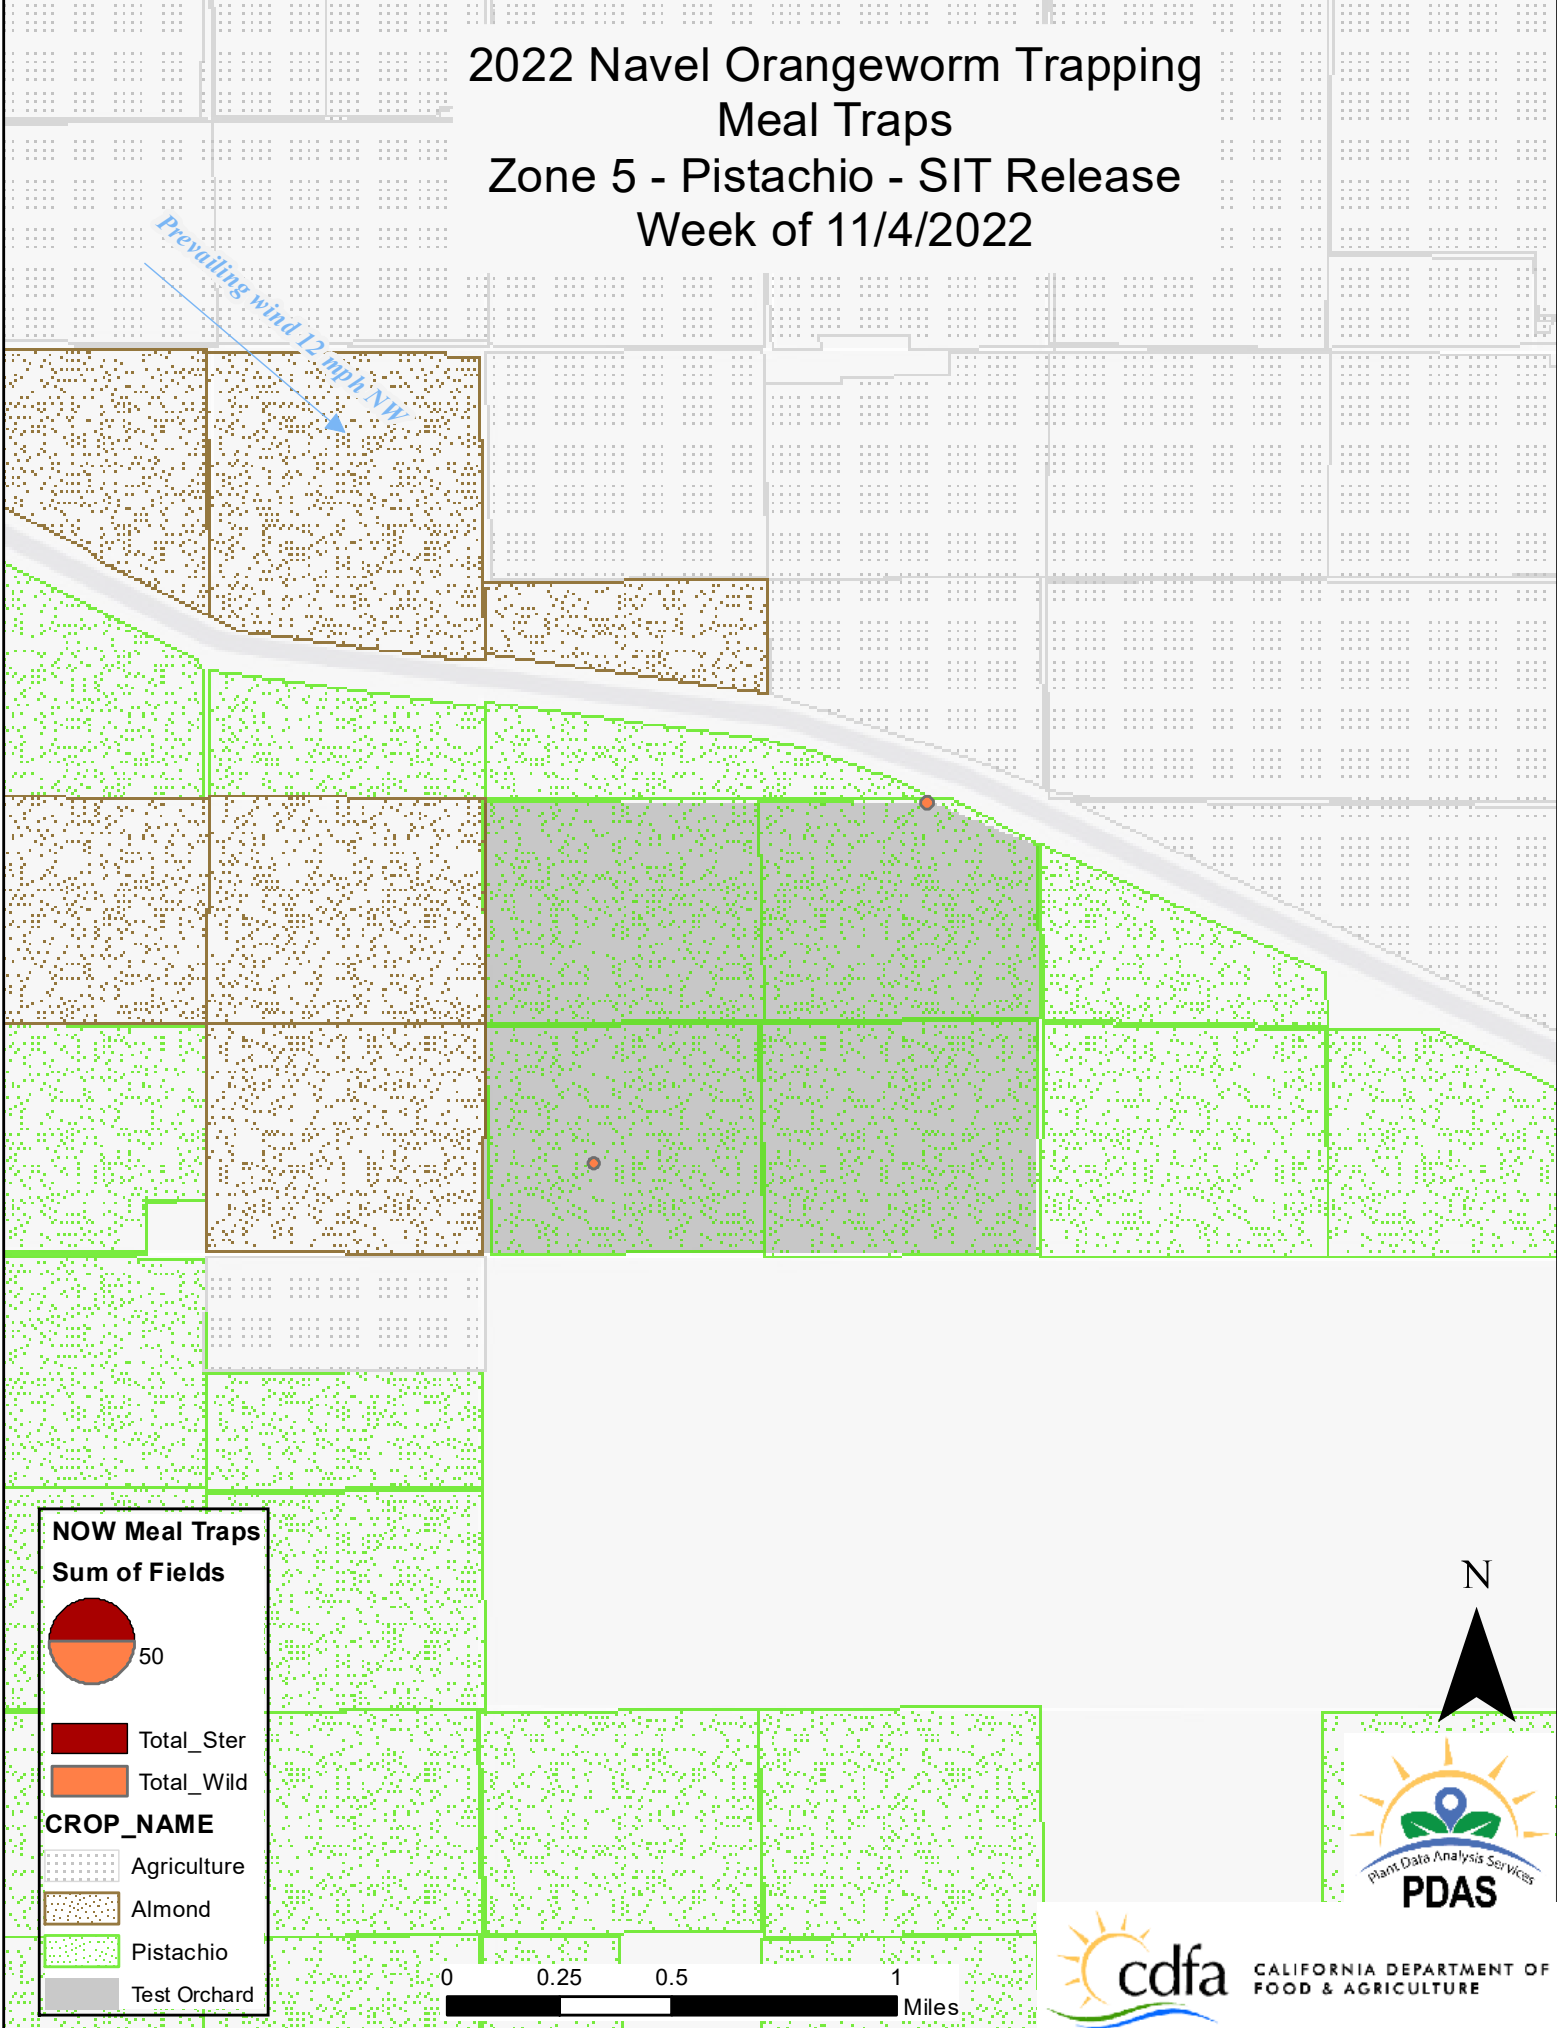 2022 Navel Orangeworm Trapping
Meal Traps
Zone 5 - Pistachio - SIT Release
Week of 11/4/2022
Prevailing wind 12 mph NW
NOW Meal Traps
Sum of Fields
50
Total_Ster
Total_Wild
CROP_NAME
Agriculture
Almond
Pistachio
Test Orchard
0 0.25 0.5 1
Miles
N
Plant Data Analysis Services
PDAS
cdfa
CALIFORNIA DEPARTMENT OF
FOOD & AGRICULTURE